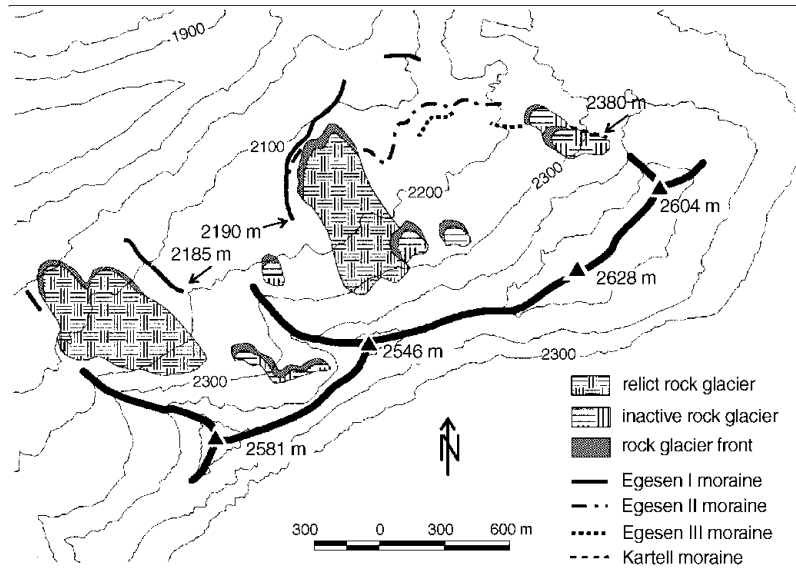 1900
2380 m
2100
2300
2200
2604 m
2190 m
2185 m
2628 m
2546 m
2300
2300
relict rock glacier
inactive rock glacier
2581 m
rock glacier front
N
Egesen I moraine
Egesen II moraine
300 0 300 600 m
Egesen III moraine
Kartell moraine